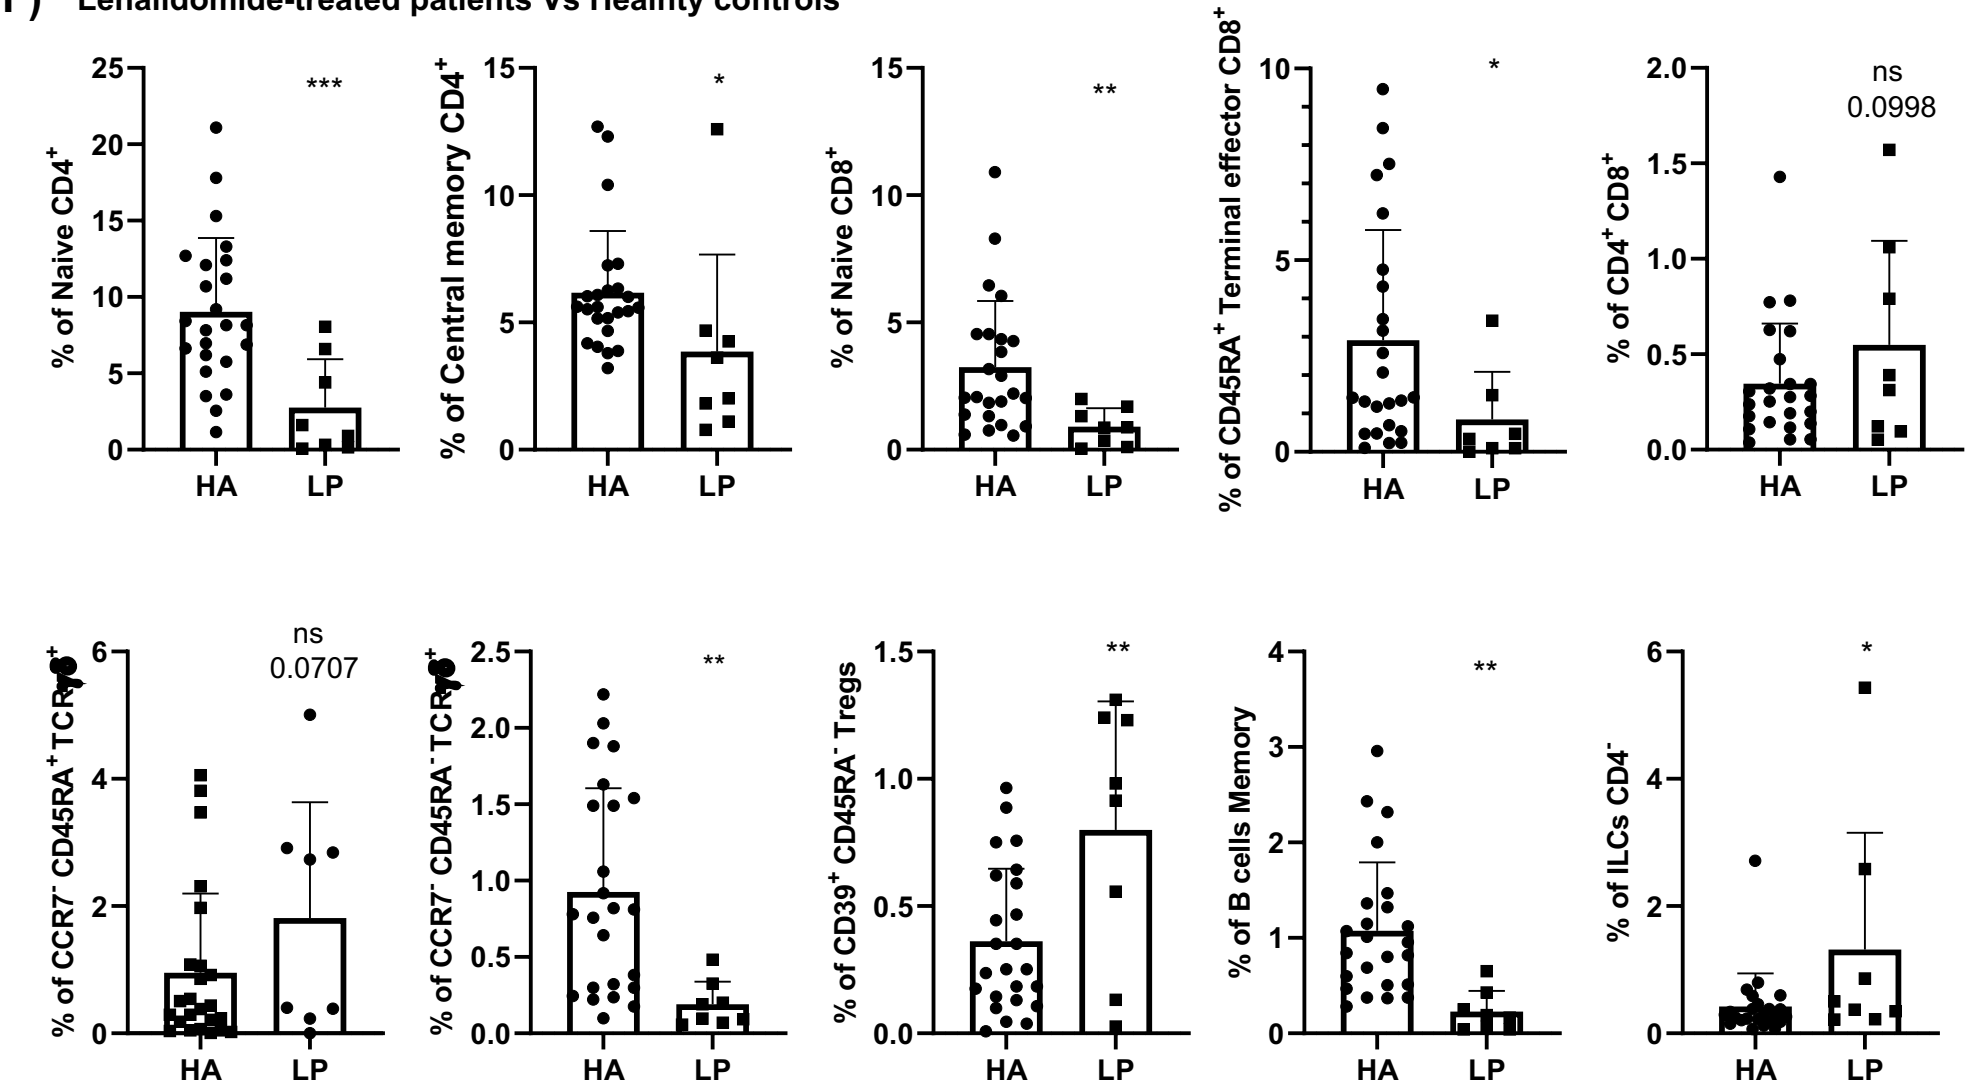 Lenalidomide-treated patients Vs Healhty controls
% of Naive CD4+
25
20
15
10
5
0
***
HA LP
% of Central memory CD4+
15
10
5
0
*
HA LP
% of Naive CD8+
15
10
5
0
**
HA LP
% of CD45RA+ Terminal effector CD8+
10
5
0
*
HA LP
% of CD4+ CD8+
2.0
1.5
1.0
0.5
0.0
ns
0.0998
HA LP
% of CCR7- CD45RA+ TCR
6
4
2
0
ns
0.0707
HA LP
% of CCR7- CD45RA- TCR
2.5
2.0
1.5
1.0
0.5
0.0
**
HA LP
% of CD39+ CD45RA- Tregs
1.5
1.0
0.5
0.0
**
HA LP
% of B cells Memory
4
3
2
1
0
**
HA LP
% of ILCs CD4-
6
4
2
0
*
HA LP